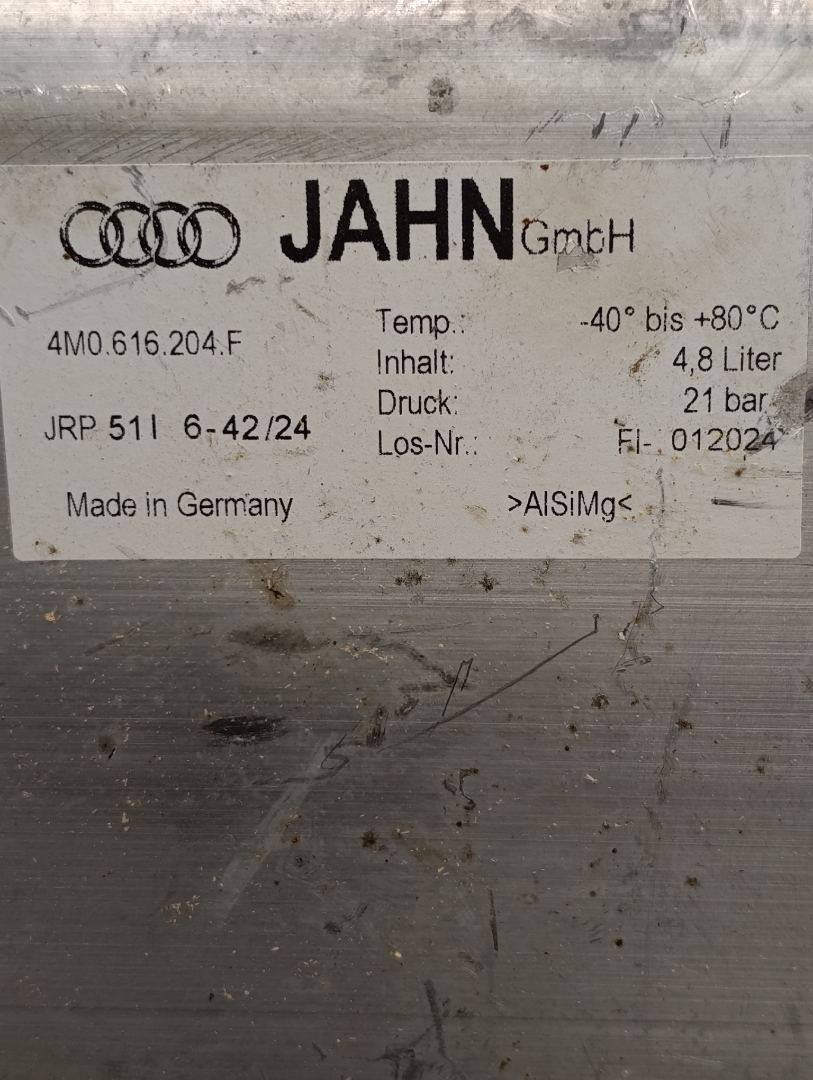 JAHN GmbH
4M0.616.204.F
JRP 51I 6-42/24
Made in Germany
Temp.: -40° bis +80°C
Inhalt: 4,8 Liter
Druck: 21 bar
Los-Nr.: FI- 012024
>AlSiMg<